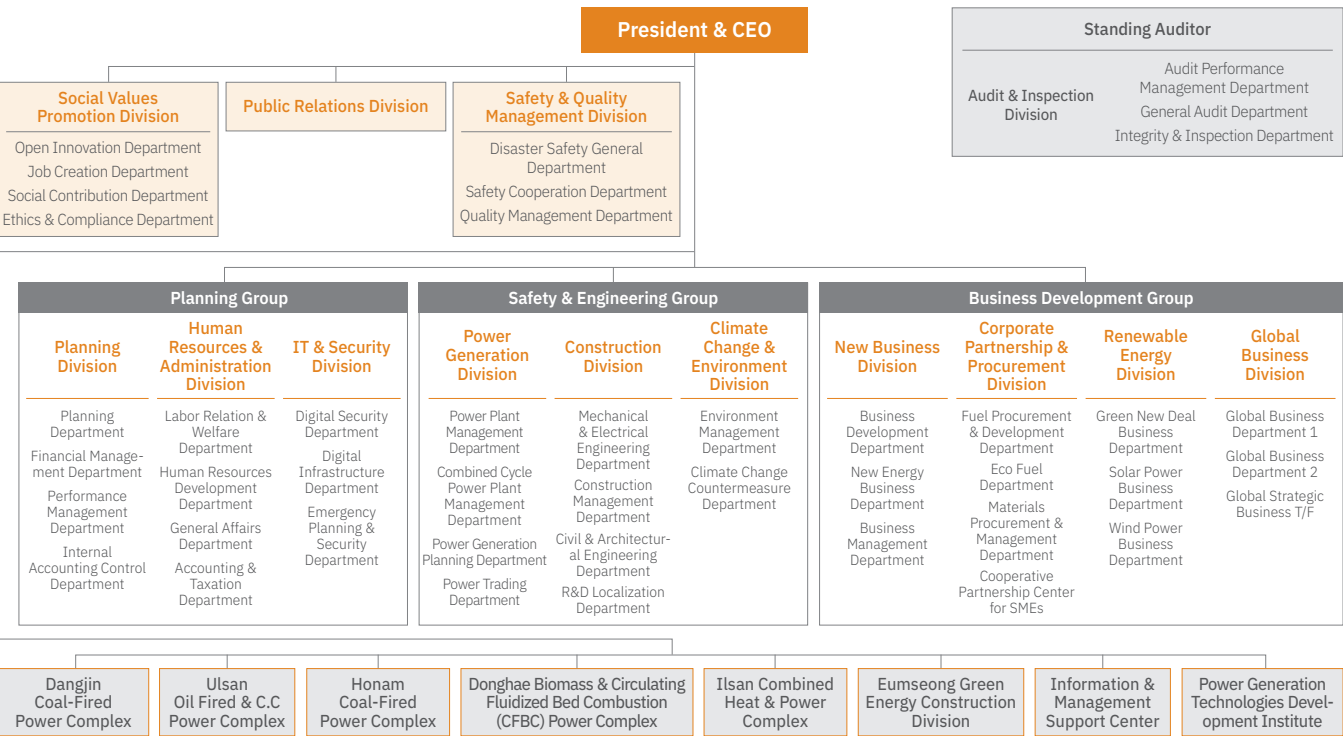 President & CEO
Standing Auditor
Audit & Inspection
Division
Audit Performance
Management Department
General Audit Department
Integrity & Inspection Department
Social Values
Promotion Division
Open Innovation Department
Job Creation Department
Social Contribution Department
Ethics & Compliance Department
Public Relations Division
Safety & Quality
Management Division
Disaster Safety General
Department
Safety Cooperation Department
Quality Management Department
Planning Group
Planning
Division
Planning
Department
Financial Manage-
ment Department
Performance
Management
Department
Internal
Accounting Control
Department
Human
Resources &
Administration
Division
Labor Relation &
Welfare
Department
Human Resources
Development
Department
General Affairs
Department
Accounting &
Taxation
Department
IT & Security
Division
Digital Security
Department
Digital
Infrastructure
Department
Emergency
Planning &
Security
Department
Safety & Engineering Group
Power
Generation
Division
Power Plant
Management
Department
Combined Cycle
Power Plant
Management
Department
Power Generation
Planning Department
Power Trading
Department
Construction
Division
Mechanical
& Electrical
Engineering
Department
Construction
Management
Department
Civil & Architectur-
al Engineering
Department
R&D Localization
Department
Climate
Change &
Environment
Division
Environment
Management
Department
Climate Change
Countermeasure
Department
Business Development Group
New Business
Division
Business
Development
Department
New Energy
Business
Department
Business
Management
Department
Corporate
Partnership &
Procurement
Division
Fuel Procurement
& Development
Department
Eco Fuel
Department
Materials
Procurement &
Management
Department
Cooperative
Partnership Center
for SMEs
Renewable
Energy
Division
Green New Deal
Business
Department
Solar Power
Business
Department
Wind Power
Business
Department
Global
Business
Division
Global Business
Department 1
Global Business
Department 2
Global Strategic
Business T/F
Dangjin
Coal-Fired
Power Complex
Ulsan
Oil Fired & C.C
Power Complex
Honam
Coal-Fired
Power Complex
Donghae Biomass & Circulating
Fluidized Bed Combustion
(CFBC) Power Complex
Ilsan Combined
Heat & Power
Complex
Eumseong Green
Energy Construction
Division
Information &
Management
Support Center
Power Generation
Technologies Devel-
opment Institute